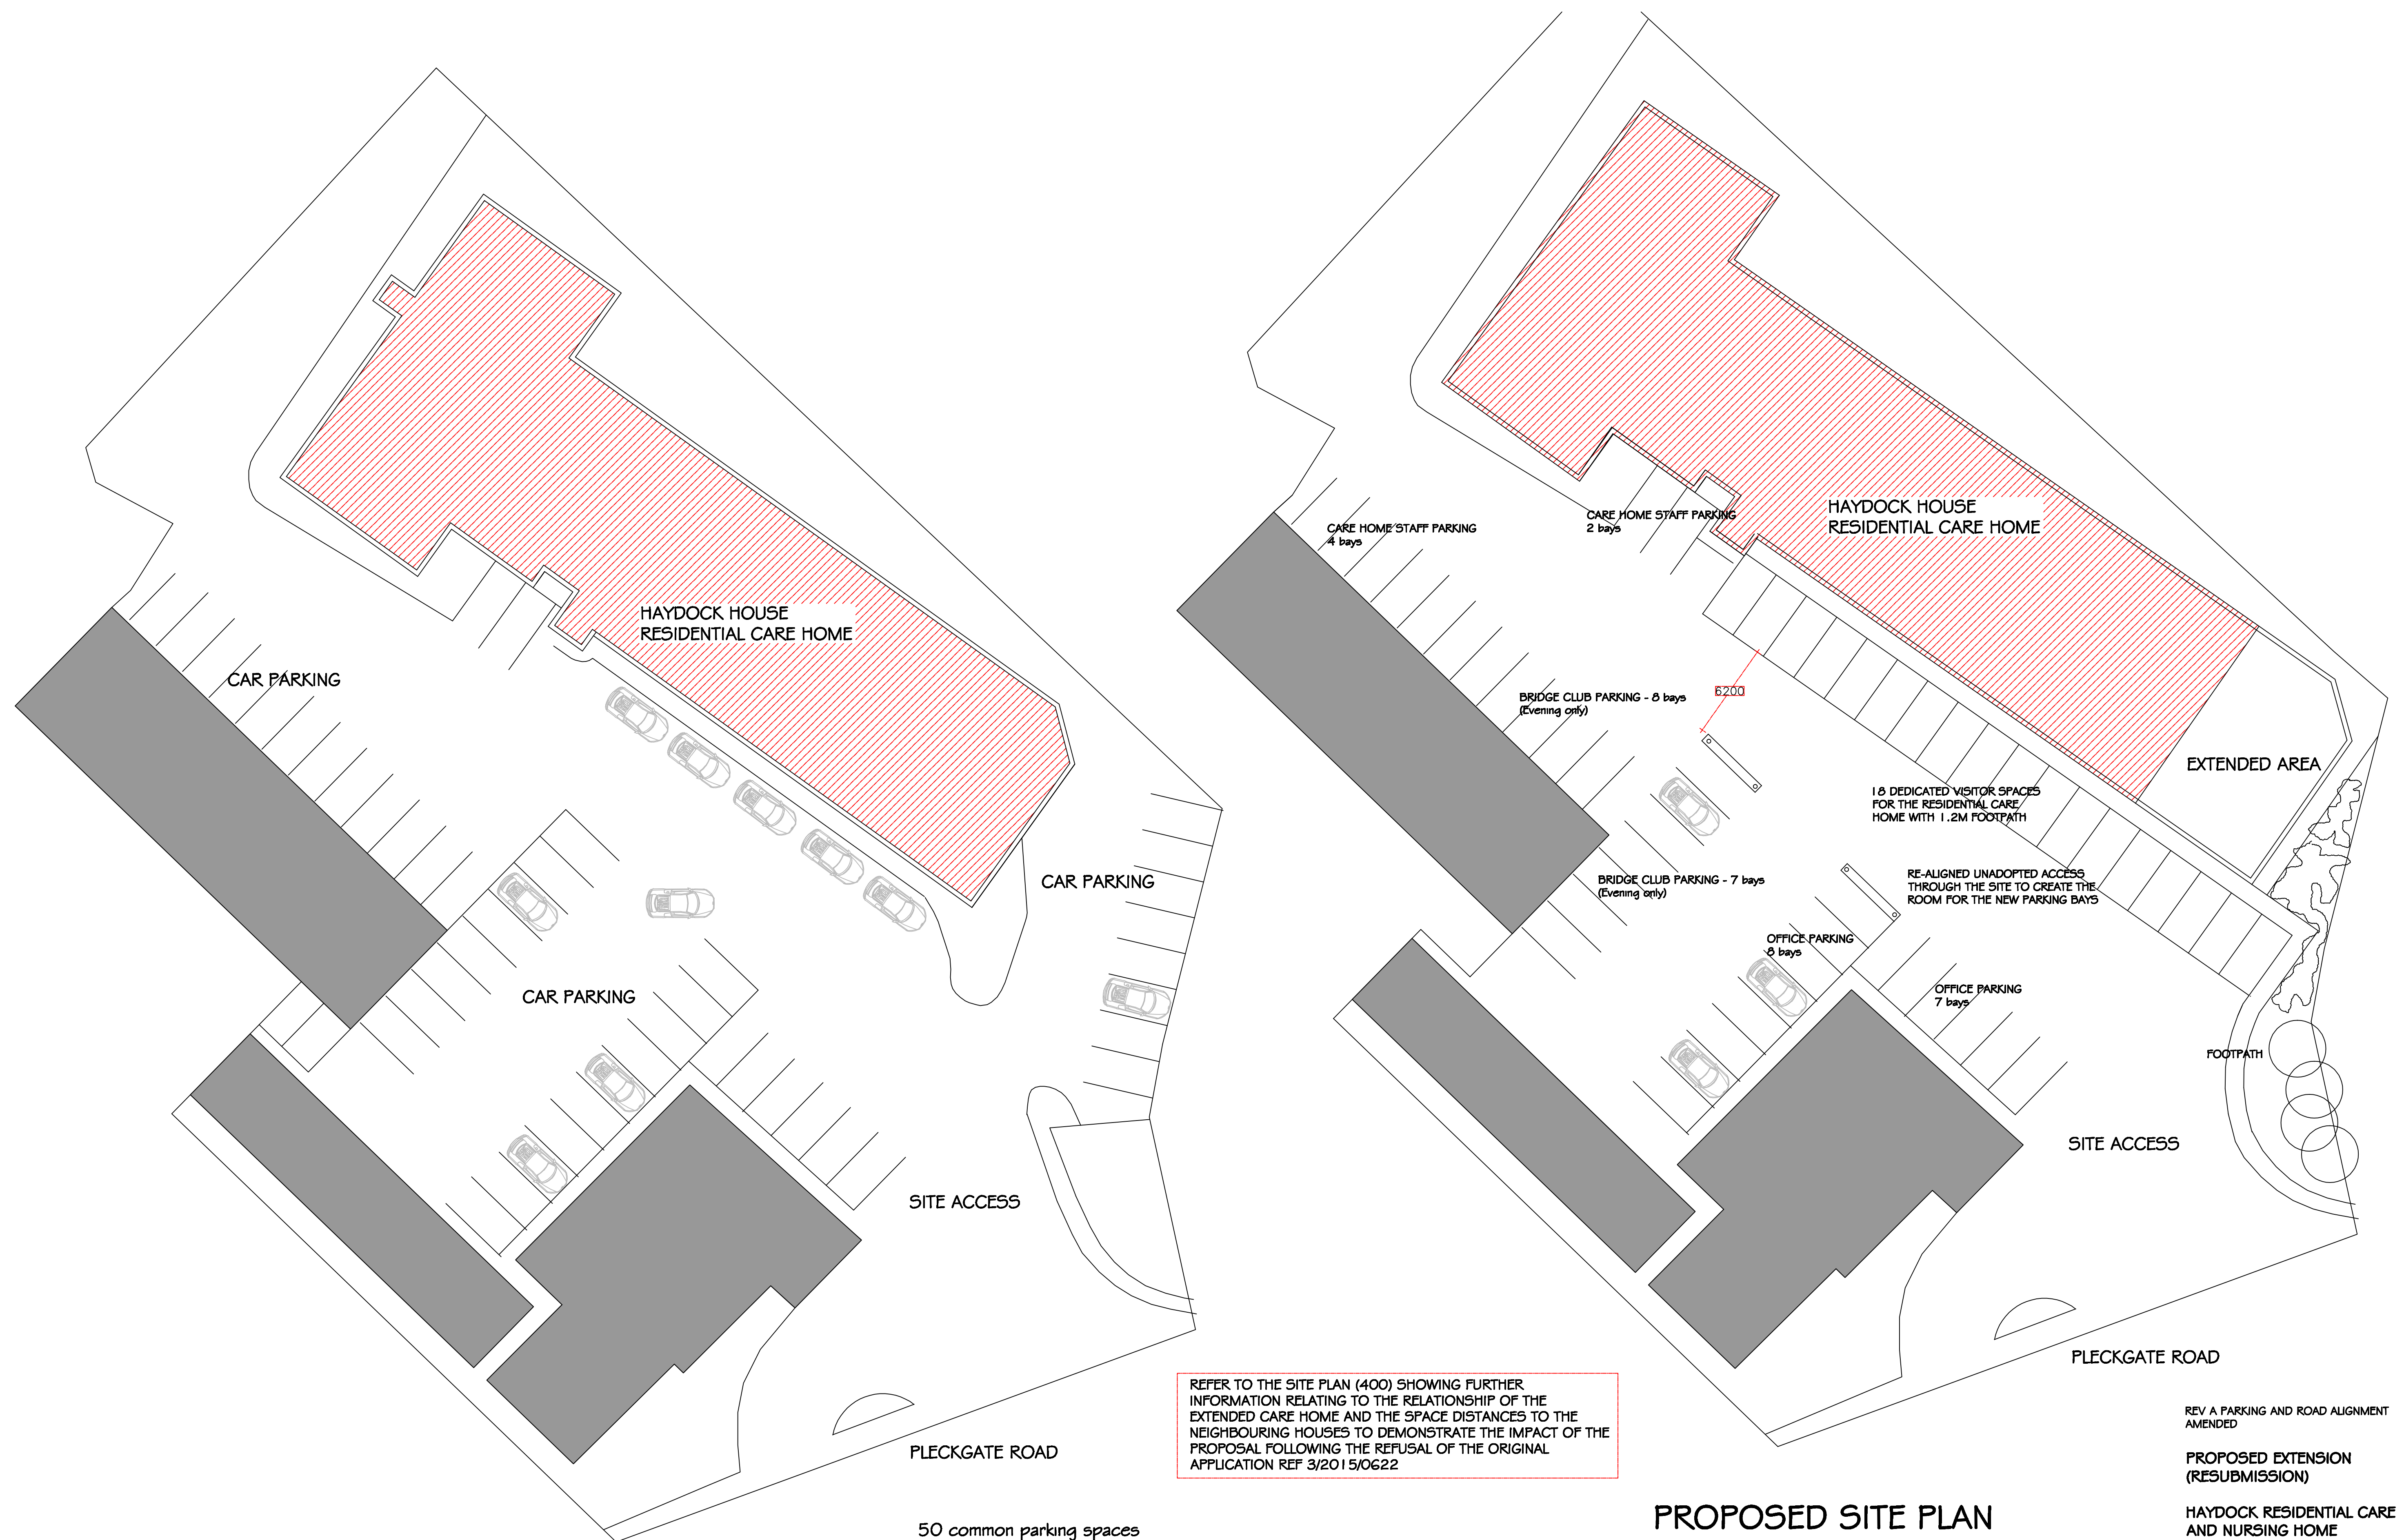 HAYDOCK HOUSE
RESIDENTIAL CARE HOME
CAR PARKING
CAR PARKING
CAR PARKING
SITE ACCESS
PLECKGATE ROAD
50 common parking spaces
CARE HOME STAFF PARKING
4 bays
CARE HOME STAFF PARKING
2 bays
HAYDOCK HOUSE
RESIDENTIAL CARE HOME
BRIDGE CLUB PARKING - 8 bays
(Evening only)
6200
EXTENDED AREA
18 DEDICATED VISITOR SPACES
FOR THE RESIDENTIAL CARE
HOME WITH 1.2M FOOTPATH
BRIDGE CLUB PARKING - 7 bays
(Evening only)
RE-ALIGNED UNADOPTED ACCESS
THROUGH THE SITE TO CREATE THE
ROOM FOR THE NEW PARKING BAYS
OFFICE PARKING
8 bays
OFFICE PARKING
7 bays
FOOTPATH
SITE ACCESS
PLECKGATE ROAD
REFER TO THE SITE PLAN (400) SHOWING FURTHER
INFORMATION RELATING TO THE RELATIONSHIP OF THE
EXTENDED CARE HOME AND THE SPACE DISTANCES TO THE
NEIGHBOURING HOUSES TO DEMONSTRATE THE IMPACT OF THE
PROPOSAL FOLLOWING THE REFUSAL OF THE ORIGINAL
APPLICATION REF 3/2015/0622
PROPOSED SITE PLAN
REV A PARKING AND ROAD ALIGNMENT
AMENDED
PROPOSED EXTENSION
(RESUBMISSION)
HAYDOCK RESIDENTIAL CARE
AND NURSING HOME